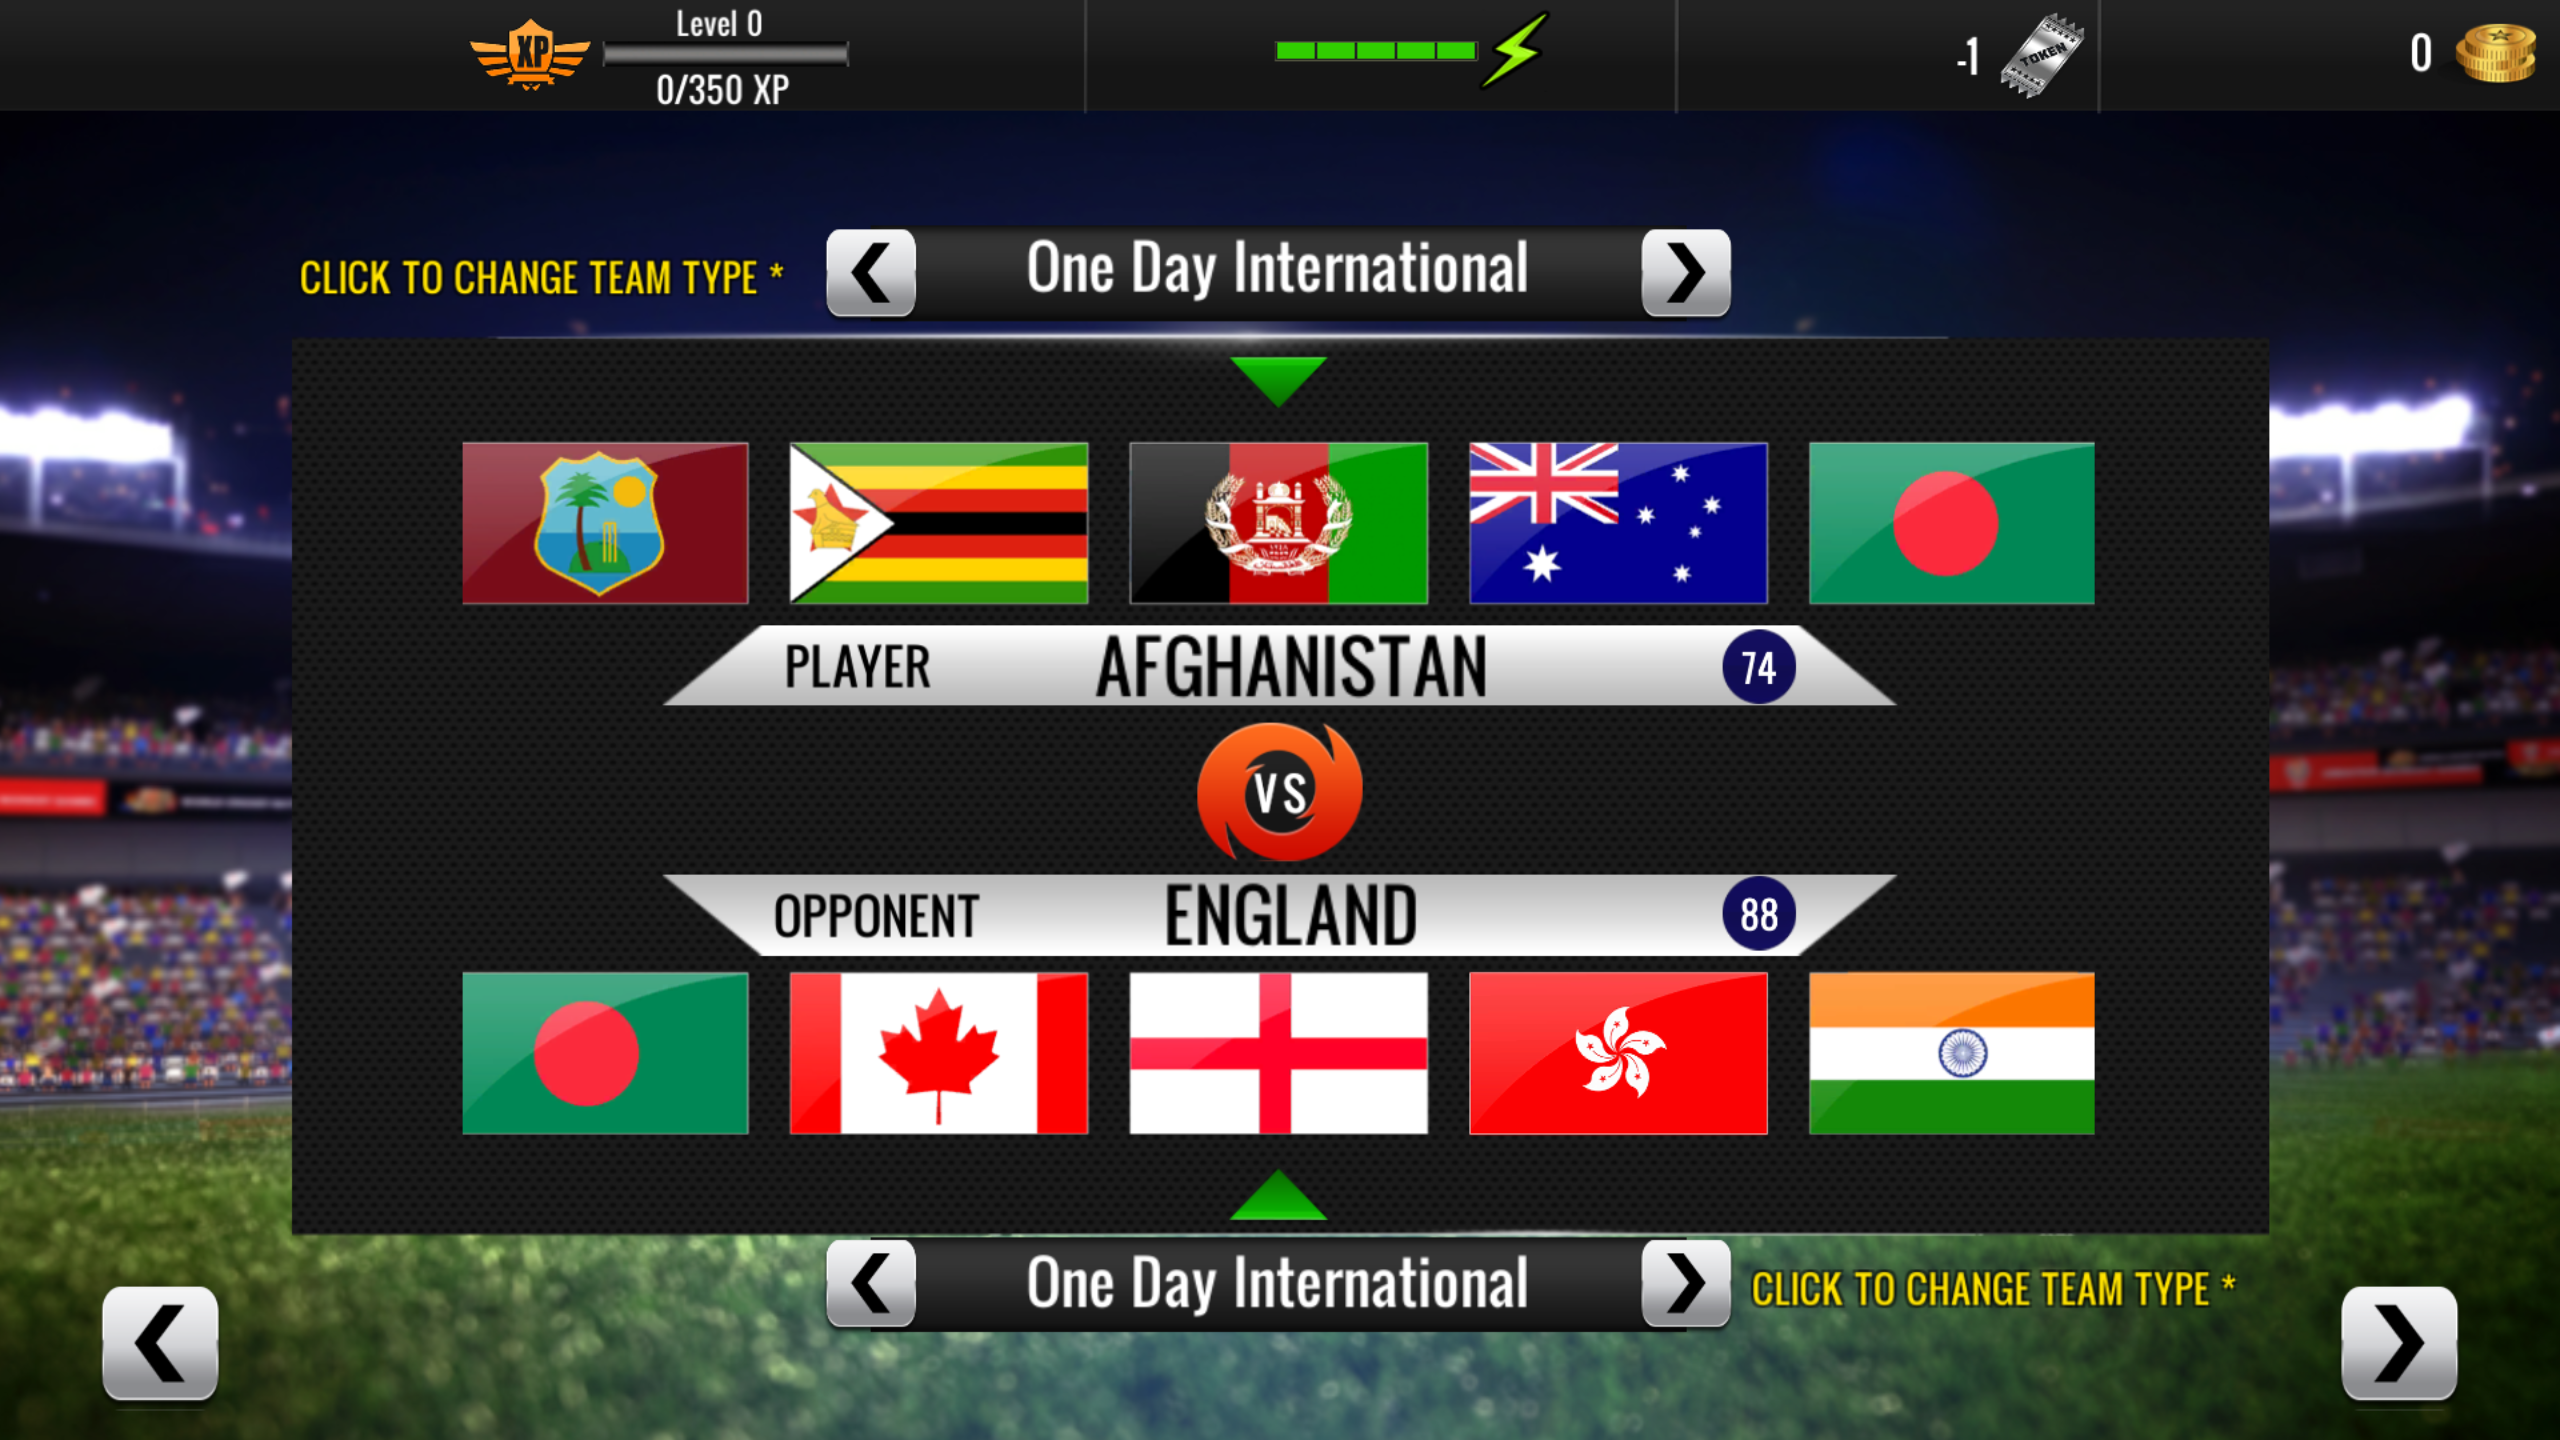 XP
Level 0
0/350 XP
-1
TOKEN
0
CLICK TO CHANGE TEAM TYPE *
One Day International
PLAYER AFGHANISTAN 74
VS
OPPONENT ENGLAND 88
One Day International
CLICK TO CHANGE TEAM TYPE *